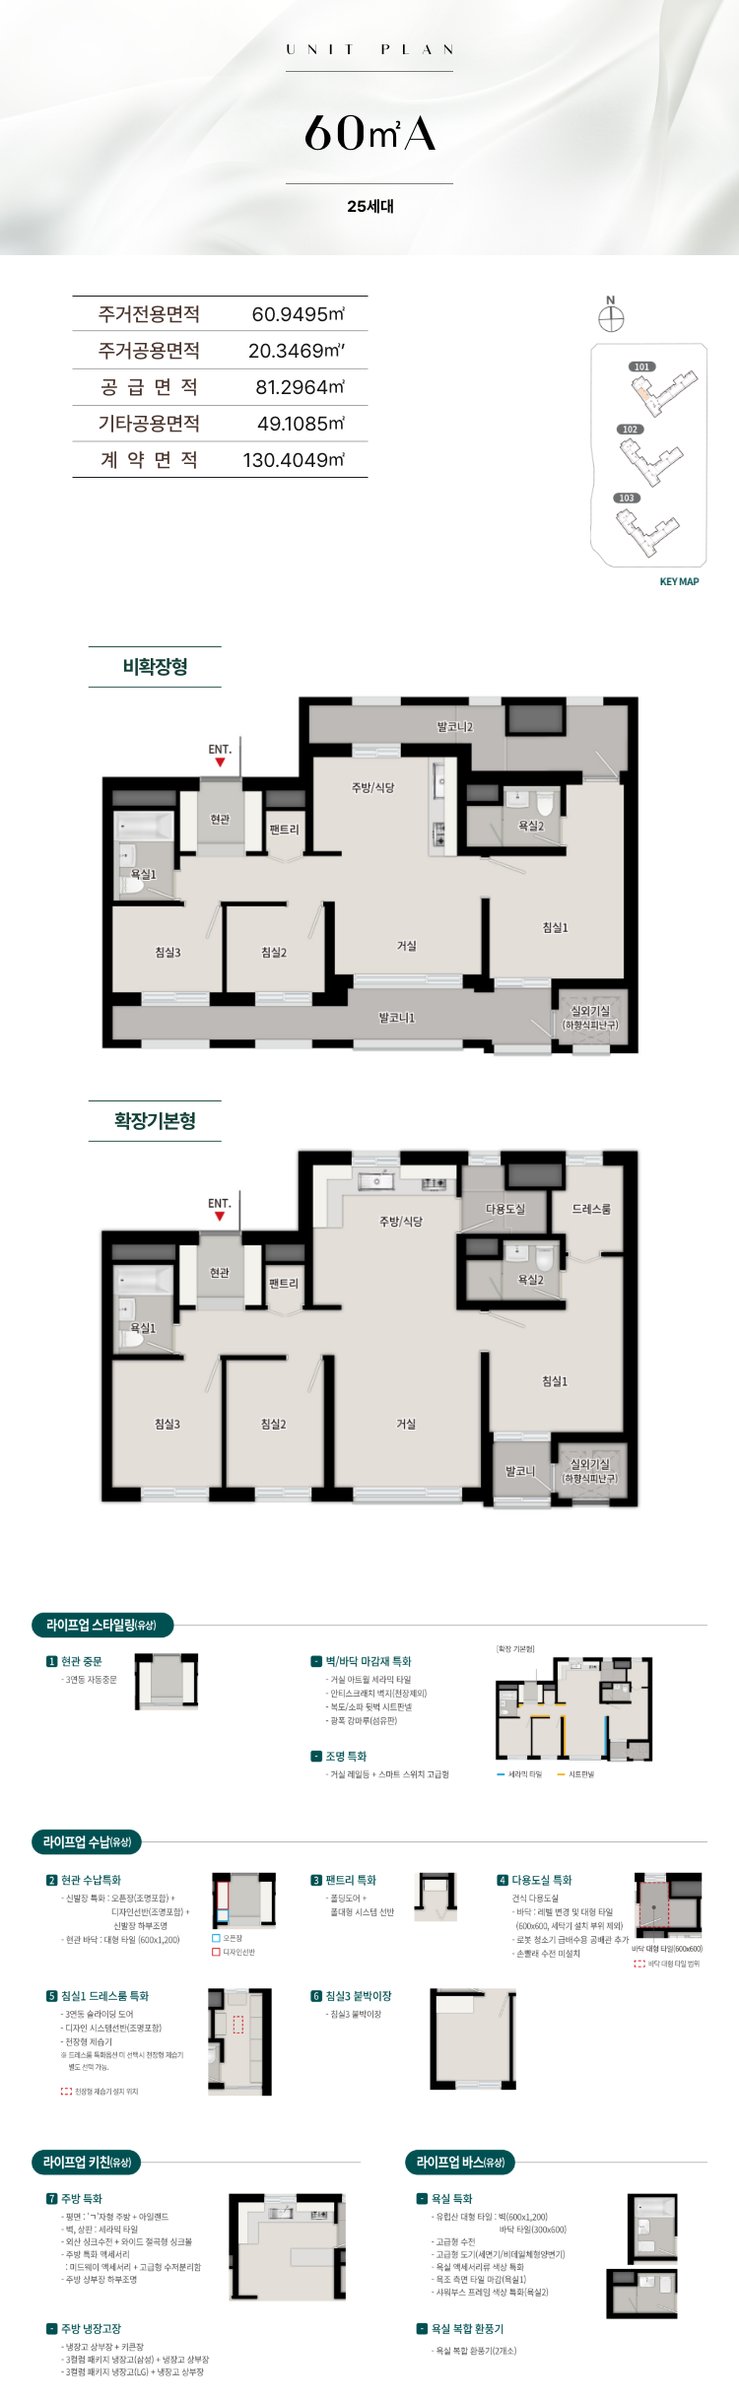 UNIT PLAN
60㎡A
25세대
주거전용면적 60.9495㎡
주거공용면적 20.3469㎡′
공 급 면 적 81.2964㎡
기타공용면적 49.1085㎡
계 약 면 적 130.4049㎡
N
101
102
103
KEY MAP
비확장형
발코니2
ENT.
주방/식당
현관
팬트리
욕실2
욕실1
침실3
침실2
거실
침실1
발코니1
실외기실
(하향식피난구)
확장기본형
ENT.
주방/식당
다용도실
드레스룸
현관
팬트리
욕실2
욕실1
침실3
침실2
거실
침실1
발코니
실외기실
(하향식피난구)
라이프업 스타일링(유상)
1 현관 중문
- 3연동 자동중문
- 벽/바닥 마감재 특화
- 거실 아트월 세라믹 타일
- 안티스크래치 벽지(천장제외)
- 복도/소파 뒷벽 시트판넬
- 광폭 강마루(섬유판)
- 조명 특화
- 거실 레일등 + 스마트 스위치 고급형
[확장 기본형]
세라믹 타일
시트판넬
라이프업 수납(유상)
2 현관 수납특화
- 신발장 특화 : 오픈장(조명포함) +
디자인선반(조명포함) +
신발장 하부조명
- 현관 바닥 : 대형 타일 (600x1,200)
오픈장
디자인선반
3 팬트리 특화
- 폴딩도어 +
폴대형 시스템 선반
4 다용도실 특화
건식 다용도실
- 바닥 : 레벨 변경 및 대형 타일
(600x600, 세탁기 설치 부위 제외)
- 로봇 청소기 급배수용 공배관 추가
- 손빨래 수전 미설치
바닥 대형 타일(600x600)
바닥 대형 타일 범위
5 침실1 드레스룸 특화
- 3연동 슬라이딩 도어
- 디자인 시스템선반(조명포함)
- 천장형 제습기
※ 드레스룸 특화옵션 미 선택시 천장형 제습기
별도 선택 가능.
천장형 제습기 설치 위치
6 침실3 붙박이장
- 침실3 붙박이장
라이프업 키친(유상)
7 주방 특화
- 평면 : 'ㄱ'자형 주방 + 아일랜드
- 벽, 상판 : 세라믹 타일
- 외산 싱크수전 + 와이드 절곡형 싱크볼
- 주방 특화 액세서리
: 미드웨이 액세서리 + 고급형 수저분리함
- 주방 상부장 하부조명
- 주방 냉장고장
- 냉장고 상부장 + 키큰장
- 3컬럼 패키지 냉장고(삼성) + 냉장고 상부장
- 3컬럼 패키지 냉장고(LG) + 냉장고 상부장
라이프업 바스(유상)
- 욕실 특화
- 유럽산 대형 타일 : 벽(600x1,200)
바닥 타일(300x600)
- 고급형 수전
- 고급형 도기(세면기/비데일체형양변기)
- 욕실 액세서리류 색상 특화
- 욕조 측면 타일 마감(욕실1)
- 샤워부스 프레임 색상 특화(욕실2)
- 욕실 복합 환풍기
- 욕실 복합 환풍기(2개소)